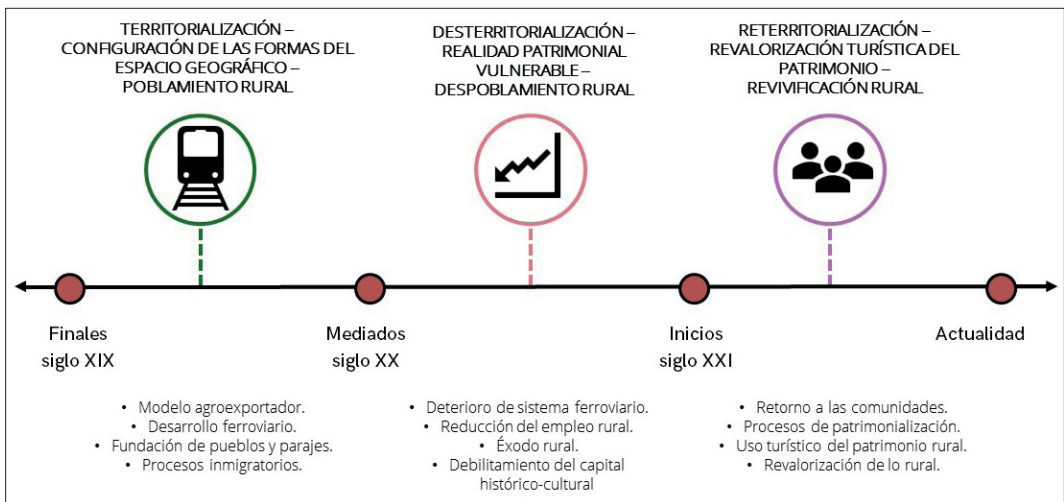 TERRITORIALIZACIÓN –
CONFIGURACIÓN DE LAS FORMAS DEL
ESPACIO GEOGRÁFICO –
POBLAMIENTO RURAL
DESTERRITORIALIZACIÓN –
REALIDAD PATRIMONIAL
VULNERABLE –
DESPOBLAMIENTO RURAL
RETERRITORIALIZACIÓN –
REVALORIZACIÓN TURÍSTICA DEL
PATRIMONIO –
REVIVIFICACIÓN RURAL
Finales
siglo XIX
Mediados
siglo XX
Inicios
siglo XXI
Actualidad
• Modelo agroexportador.
• Desarrollo ferroviario.
• Fundación de pueblos y parajes.
• Procesos inmigratorios.
• Deterioro de sistema ferroviario.
• Reducción del empleo rural.
• Éxodo rural.
• Debilitamiento del capital
histórico-cultural
• Retorno a las comunidades.
• Procesos de patrimonialización.
• Uso turístico del patrimonio rural.
• Revalorización de lo rural.